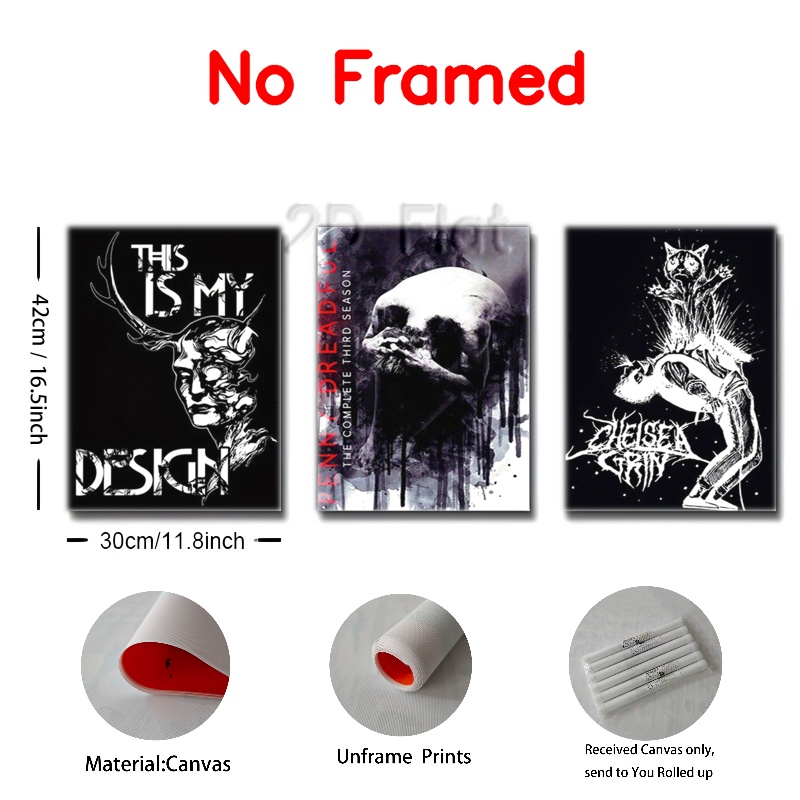 No Framed
2D Flat
THIS
IS MY
DESIGN
PENNY DREADFUL
THE COMPLETE THIRD SEASON
CHELSEA
GRIN
42cm / 16.5inch
30cm/11.8inch
Material:Canvas
Unframe Prints
Received Canvas only,
send to You Rolled up